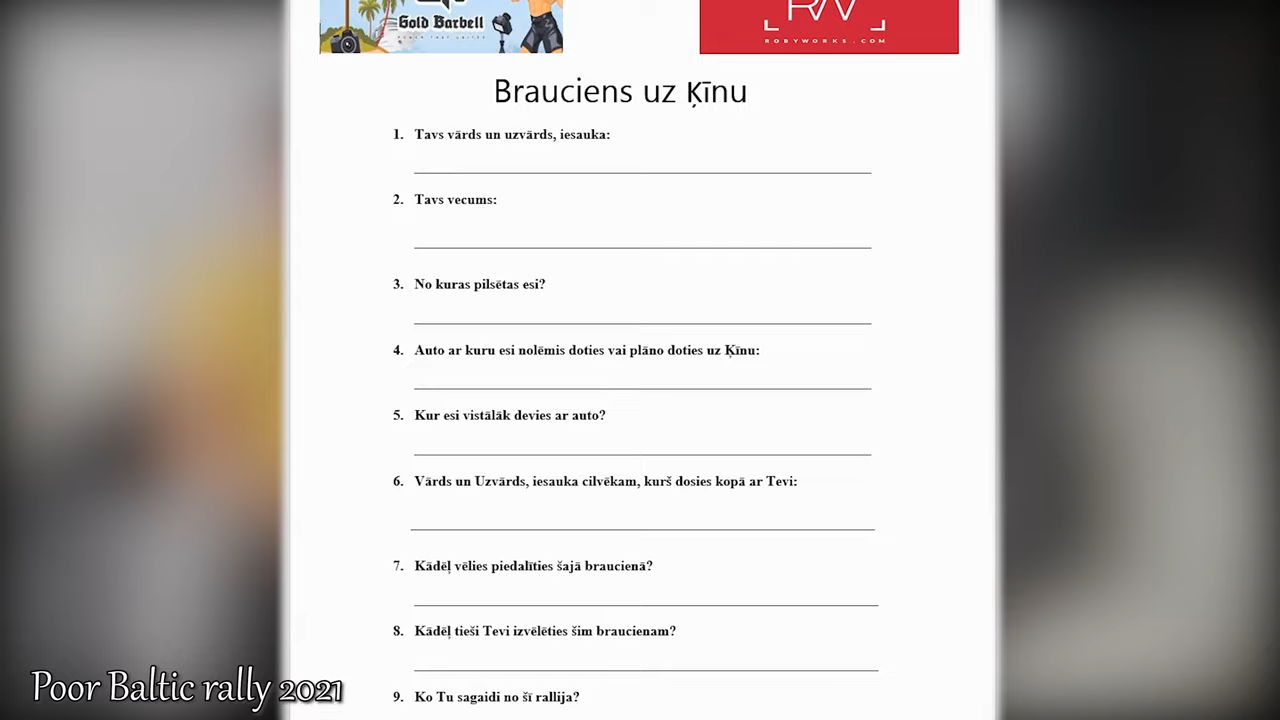 Gold Barbell
RW
ROBYWORKS.COM
Brauciens uz Ķīnu
1. Tavs vārds un uzvārds, iesauka:
2. Tavs vecums:
3. No kuras pilsētas esi?
4. Auto ar kuru esi nolēmis doties vai plāno doties uz Ķīnu:
5. Kur esi vistālāk devies ar auto?
6. Vārds un Uzvārds, iesauka cilvēkam, kurš dosies kopā ar Tevi:
7. Kādēļ vēlies piedalīties šajā braucienā?
8. Kādēļ tieši Tevi izvēlēties šim braucienam?
9. Ko Tu sagaidi no šī rallija?
Poor Baltic rally 2021